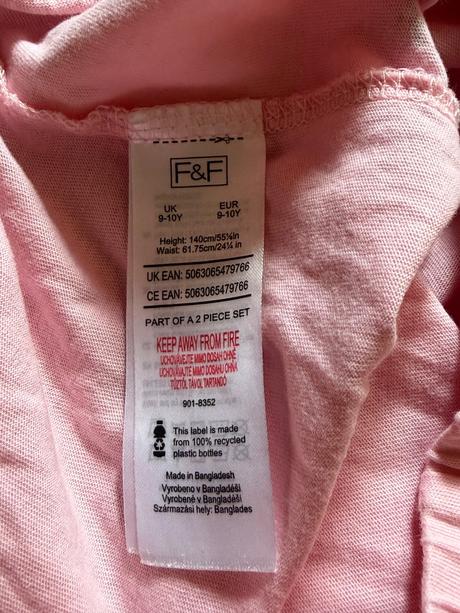 F&F
UK EUR
9-10Y 9-10Y
Height: 140cm/55⅛in
Waist: 61.75cm/24¼ in
UK EAN: 5063065479766
CE EAN: 5063065479766
PART OF A 2 PIECE SET
KEEP AWAY FROM FIRE
UCHOVÁVEJTE MIMO DOSAH OHNĚ
UCHOVÁVAJTE MIMO DOSAHU OHŇA
TŰZTŐL TÁVOL TARTANDÓ
901-8352
This label is made
from 100% recycled
plastic bottles
Made in Bangladesh
Vyrobeno v Bangladéši
Vyrobené v Bangladéši
Származási hely: Banglades